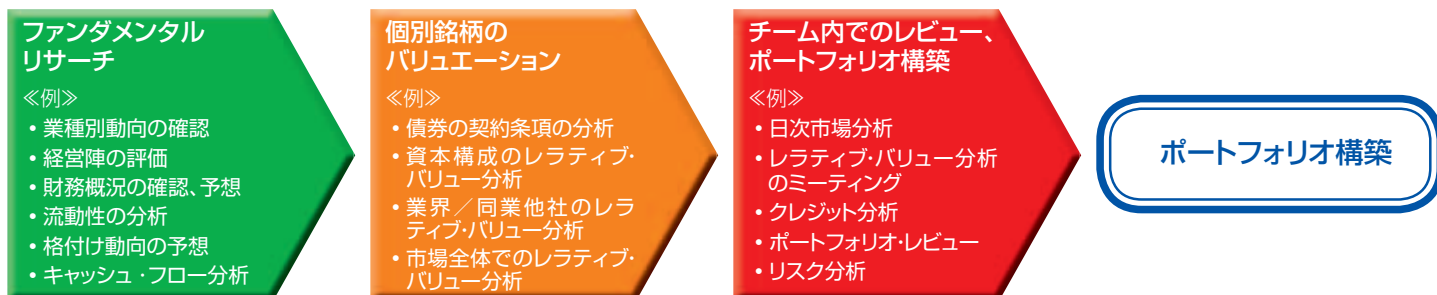 ファンダメンタル
リサーチ
≪例≫
• 業種別動向の確認
• 経営陣の評価
• 財務概況の確認、予想
• 流動性の分析
• 格付け動向の予想
• キャッシュ・フロー分析
個別銘柄の
バリュエーション
≪例≫
• 債券の契約条項の分析
• 資本構成のレラティブ・
バリュー分析
• 業界／同業他社のレラ
ティブ・バリュー分析
• 市場全体でのレラティブ・
バリュー分析
チーム内でのレビュー、
ポートフォリオ構築
≪例≫
• 日次市場分析
• レラティブ・バリュー分析
のミーティング
• クレジット分析
• ポートフォリオ・レビュー
• リスク分析
ポートフォリオ構築